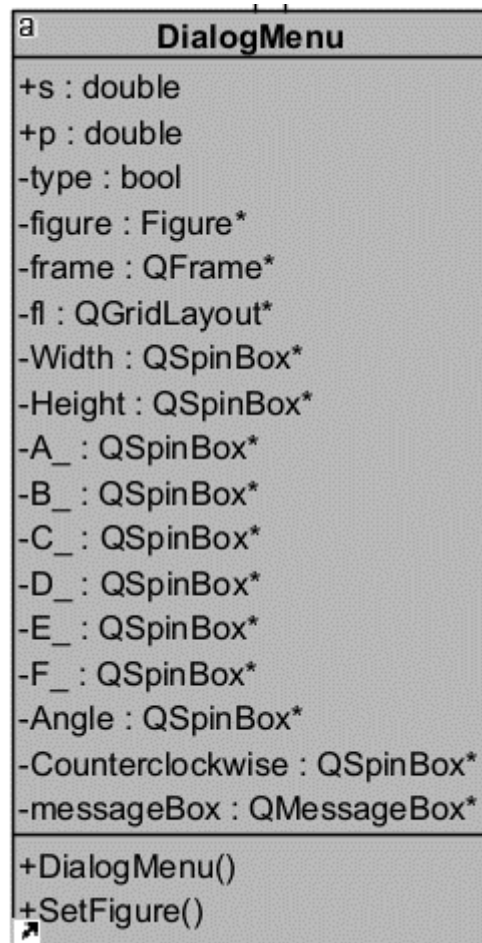 a
DialogMenu
+s : double
+p : double
-type : bool
-figure : Figure*
-frame : QFrame*
-fl : QGridLayout*
-Width : QSpinBox*
-Height : QSpinBox*
-A_ : QSpinBox*
-B_ : QSpinBox*
-C_ : QSpinBox*
-D_ : QSpinBox*
-E_ : QSpinBox*
-F_ : QSpinBox*
-Angle : QSpinBox*
-Counterclockwise : QSpinBox*
-messageBox : QMessageBox*
+DialogMenu()
+SetFigure()